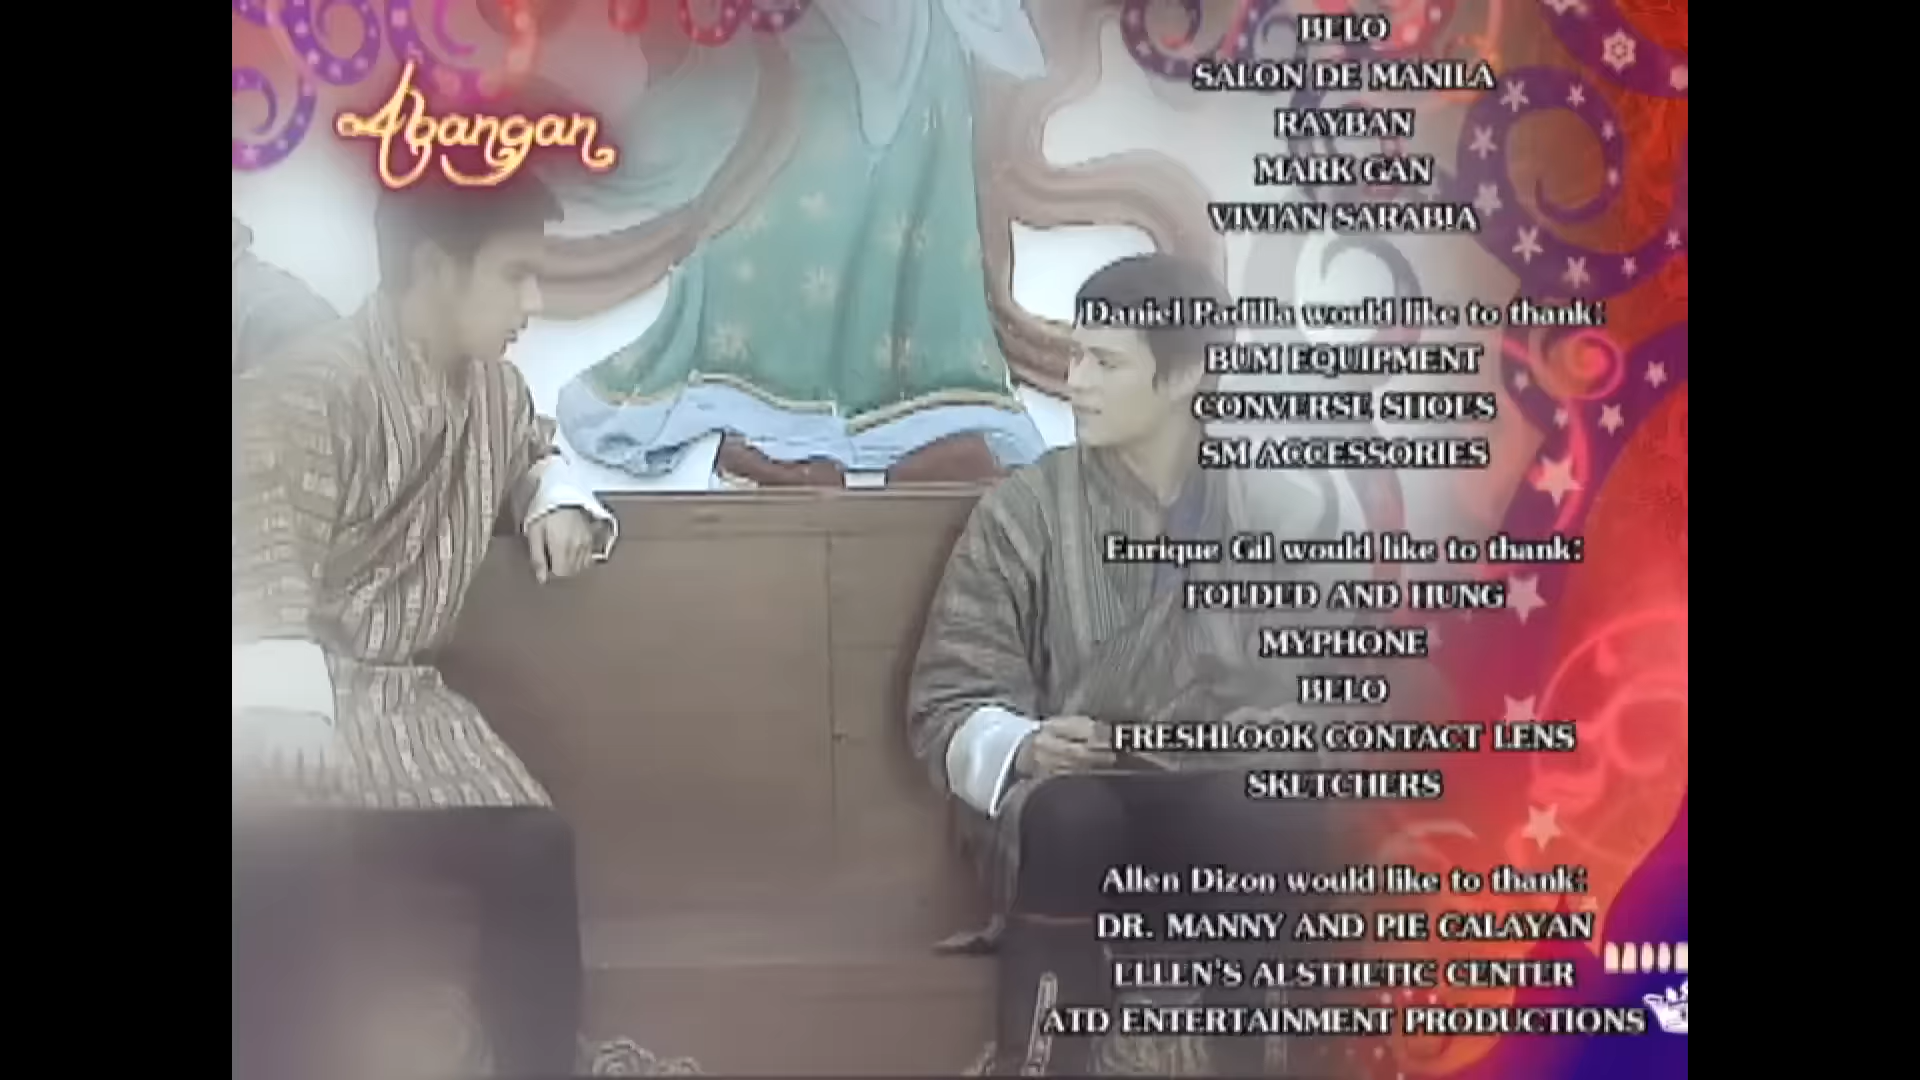 Abangan
BELO
SALON DE MANILA
RAYBAN
MARK GAN
VIVIAN SARABIA
Daniel Padilla would like to thank:
BUM EQUIPMENT
CONVERSE SHOES
SM ACCESSORIES
Enrique Gil would like to thank:
FOLDED AND HUNG
MYPHONE
BELO
FRESHLOOK CONTACT LENS
SKETCHERS
Allen Dizon would like to thank:
DR. MANNY AND PIE CALAYAN
ELLEN'S AESTHETIC CENTER
ATD ENTERTAINMENT PRODUCTIONS